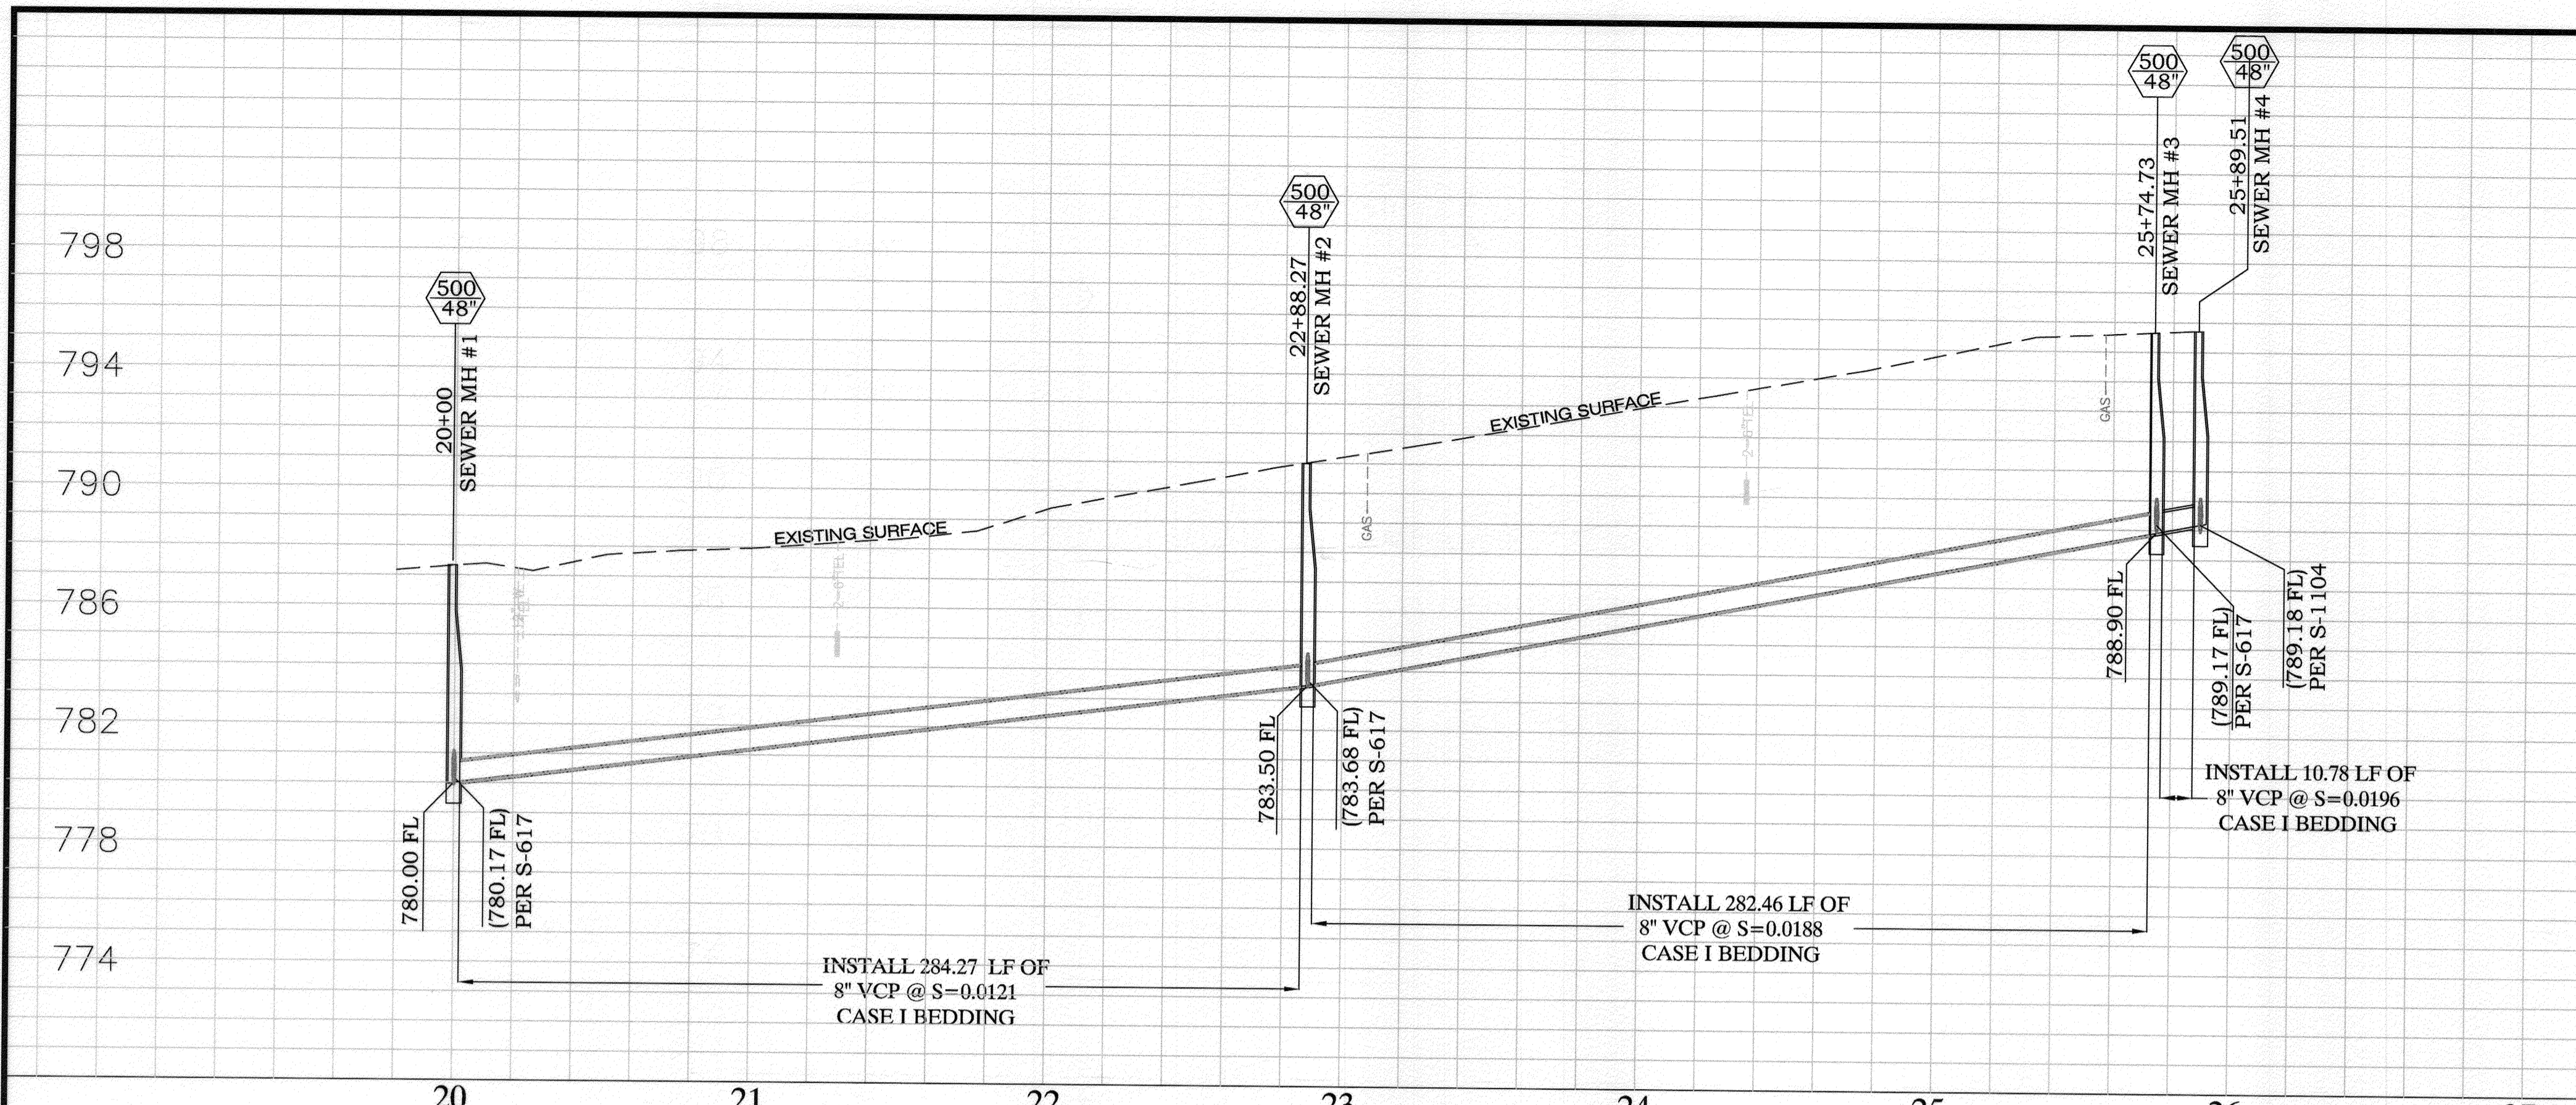 500
48"
20+00
SEWER MH #1
500
48"
22+88.27
SEWER MH #2
500
48"
25+74.73
SEWER MH #3
500
48"
25+89.51
SEWER MH #4
798
794
790
786
782
778
774
EXISTING SURFACE
EXISTING SURFACE
GAS
GAS
780.00 FL
(780.17 FL)
PER S-617
783.50 FL
(783.68 FL)
PER S-617
788.90 FL
(789.17 FL)
PER S-617
(789.18 FL)
PER S-1104
INSTALL 284.27 LF OF
8" VCP @ S=0.0121
CASE I BEDDING
INSTALL 282.46 LF OF
8" VCP @ S=0.0188
CASE I BEDDING
INSTALL 10.78 LF OF
8" VCP @ S=0.0196
CASE I BEDDING
20
21
22
23
24
25
26